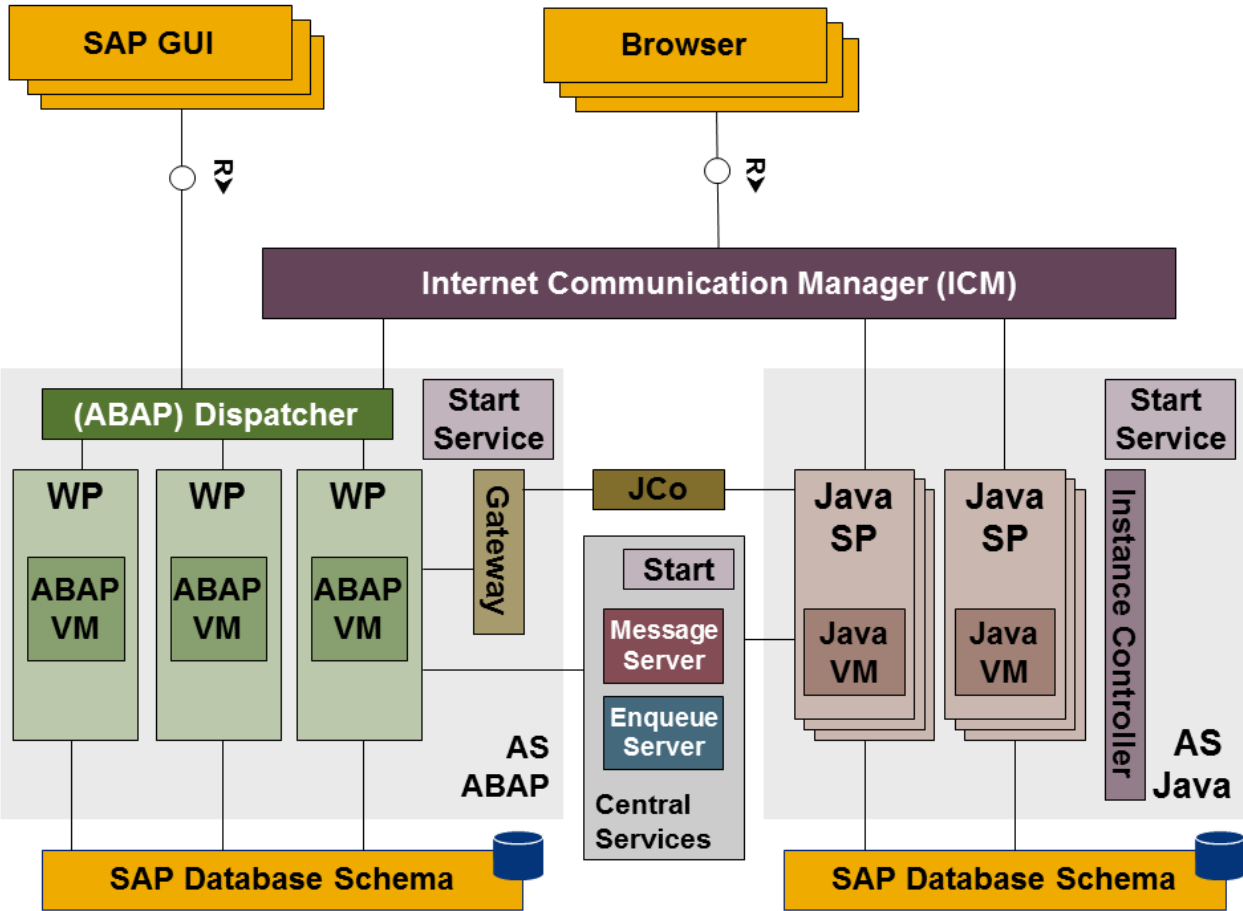 SAP GUI
Browser
R
R
Internet Communication Manager (ICM)
(ABAP) Dispatcher
Start
Service
Start
Service
WP
WP
WP
Gateway
JCo
Java
SP
Java
SP
Instance Controller
ABAP
VM
ABAP
VM
ABAP
VM
Start
Message
Server
Java
VM
Java
VM
Enqueue
Server
AS
ABAP
Central
Services
AS
Java
SAP Database Schema
SAP Database Schema